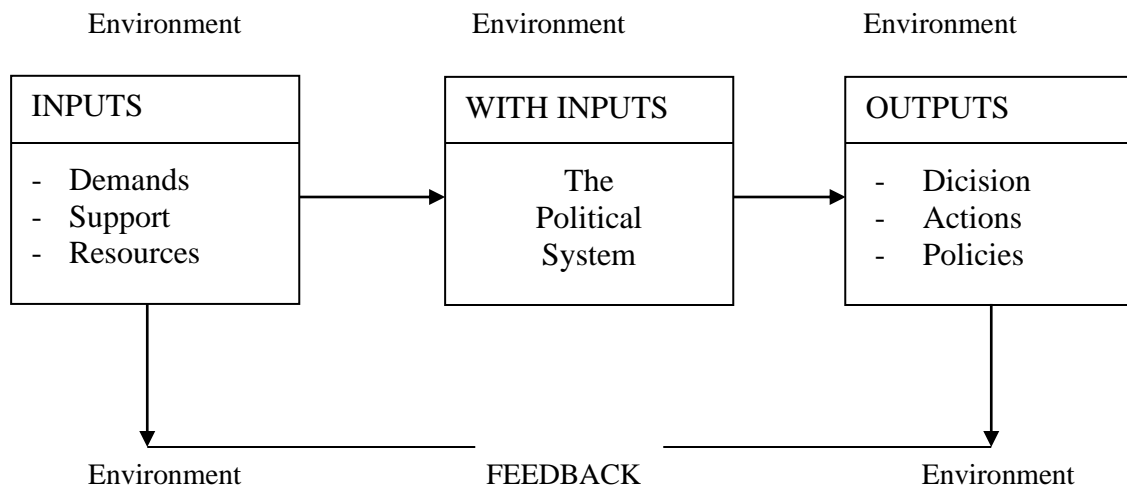 Environment Environment Environment
INPUTS
- Demands
- Support
- Resources
WITH INPUTS
The
Political
System
OUTPUTS
- Dicision
- Actions
- Policies
Environment FEEDBACK Environment